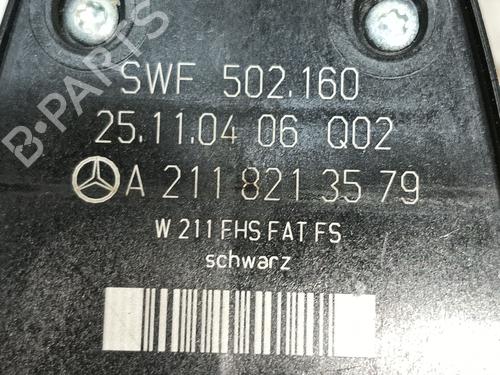 SWF 502.160
25.11.04 06 Q02
A 211 821 35 79
W 211 FHS FAT FS
schwarz
B-PARTS